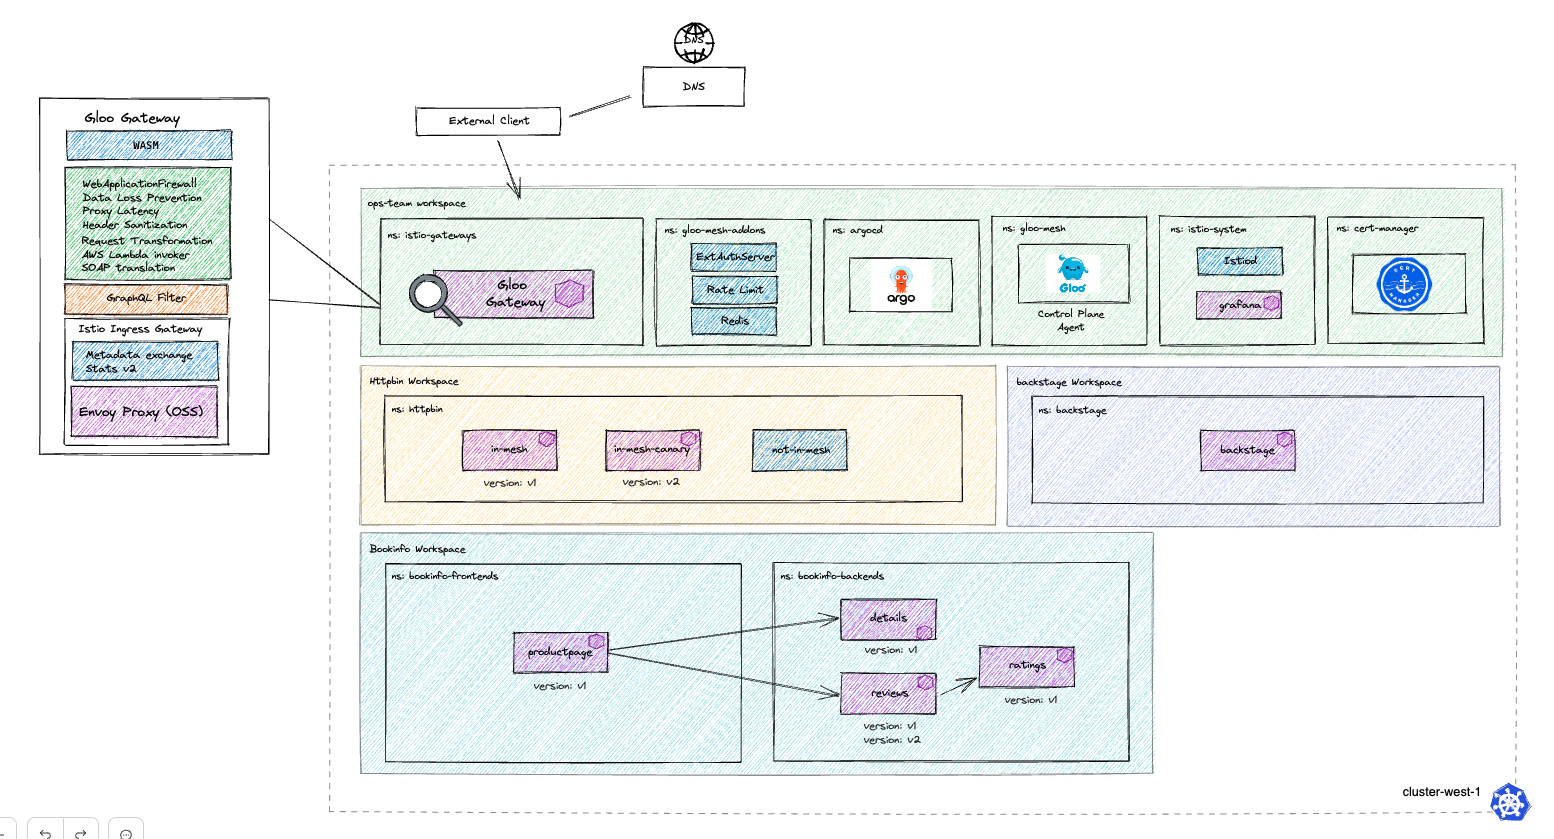 DNS
DNS
External Client
Gloo Gateway
WASM
WebApplicationFirewall
Data Loss Prevention
Proxy Latency
Header Sanitization
Request Transformation
AWS Lambda invoker
SOAP translation
GraphQL Filter
Istio Ingress Gateway
Metadata exchange
Stats v2
Envoy Proxy (OSS)
ops-team workspace
ns: istio-gateways
Gloo
Gateway
ns: gloo-mesh-addons
ExtAuthServer
Rate Limit
Redis
ns: argocd
argo
ns: gloo-mesh
Gloo
Control Plane
Agent
ns: istio-system
Istiod
grafana
ns: cert-manager
CERT
MANAGER
Httpbin Workspace
ns: httpbin
in-mesh
version: v1
in-mesh-canary
version: v2
not-in-mesh
backstage Workspace
ns: backstage
backstage
Bookinfo Workspace
ns: bookinfo-frontends
productpage
version: v1
ns: bookinfo-backends
details
version: v1
reviews
version: v1
version: v2
ratings
version: v1
cluster-west-1